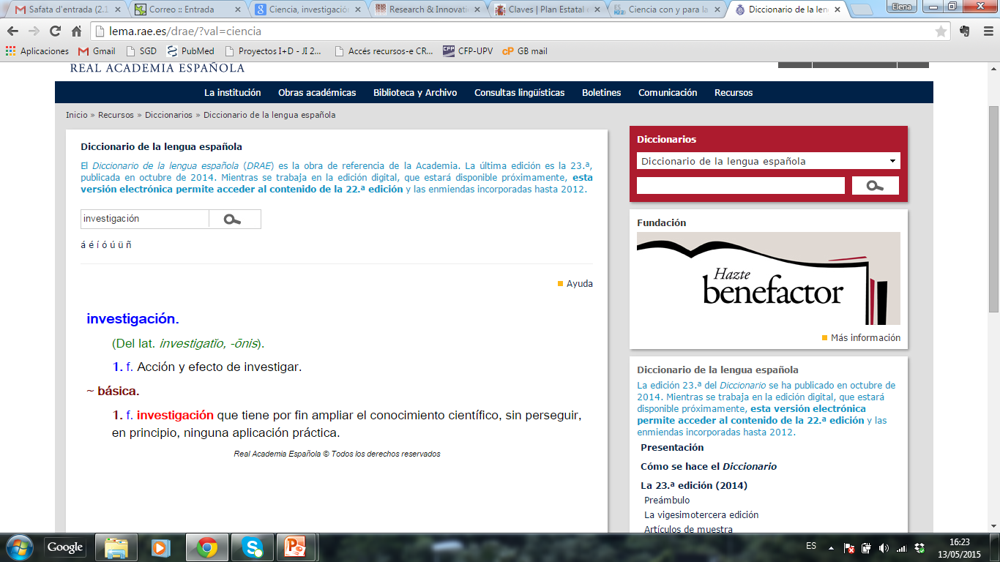 Safata d'entrada (2.1
Correo :: Entrada
Ciencia, investigación
Research & Innovati
Claves | Plan Estatal
Ciencia con y para la
Diccionario de la len
Elena
lema.rae.es/drae/?val=ciencia
Aplicaciones
Gmail
SGD
PubMed
Proyectos I+D - JI 2...
Accés recursos-e CR...
CFP-UPV
GB mail
REAL ACADEMIA ESPAÑOLA
La institución Obras académicas Biblioteca y Archivo Consultas lingüísticas Boletines Comunicación Recursos
Inicio » Recursos » Diccionarios » Diccionario de la lengua española
Diccionario de la lengua española
El Diccionario de la lengua española (DRAE) es la obra de referencia de la Academia. La última edición es la 23.ª,
publicada en octubre de 2014. Mientras se trabaja en la edición digital, que estará disponible próximamente, esta
versión electrónica permite acceder al contenido de la 22.ª edición y las enmiendas incorporadas hasta 2012.
investigación
á é í ó ú ü ñ
Ayuda
investigación.
(Del lat. investigatĭo, -ōnis).
1. f. Acción y efecto de investigar.
~ básica.
1. f. investigación que tiene por fin ampliar el conocimiento científico, sin perseguir,
en principio, ninguna aplicación práctica.
Real Academia Española © Todos los derechos reservados
Diccionarios
Diccionario de la lengua española
Fundación
Hazte
benefactor
Más información
Diccionario de la lengua española
La edición 23.ª del Diccionario se ha publicado en octubre de
2014. Mientras se trabaja en la edición digital, que estará
disponible próximamente, esta versión electrónica
permite acceder al contenido de la 22.ª edición y las
enmiendas incorporadas hasta 2012.
Presentación
Cómo se hace el Diccionario
La 23.ª edición (2014)
Preámbulo
La vigesimotercera edición
Artículos de muestra
Google
ES
16:23
13/05/2015